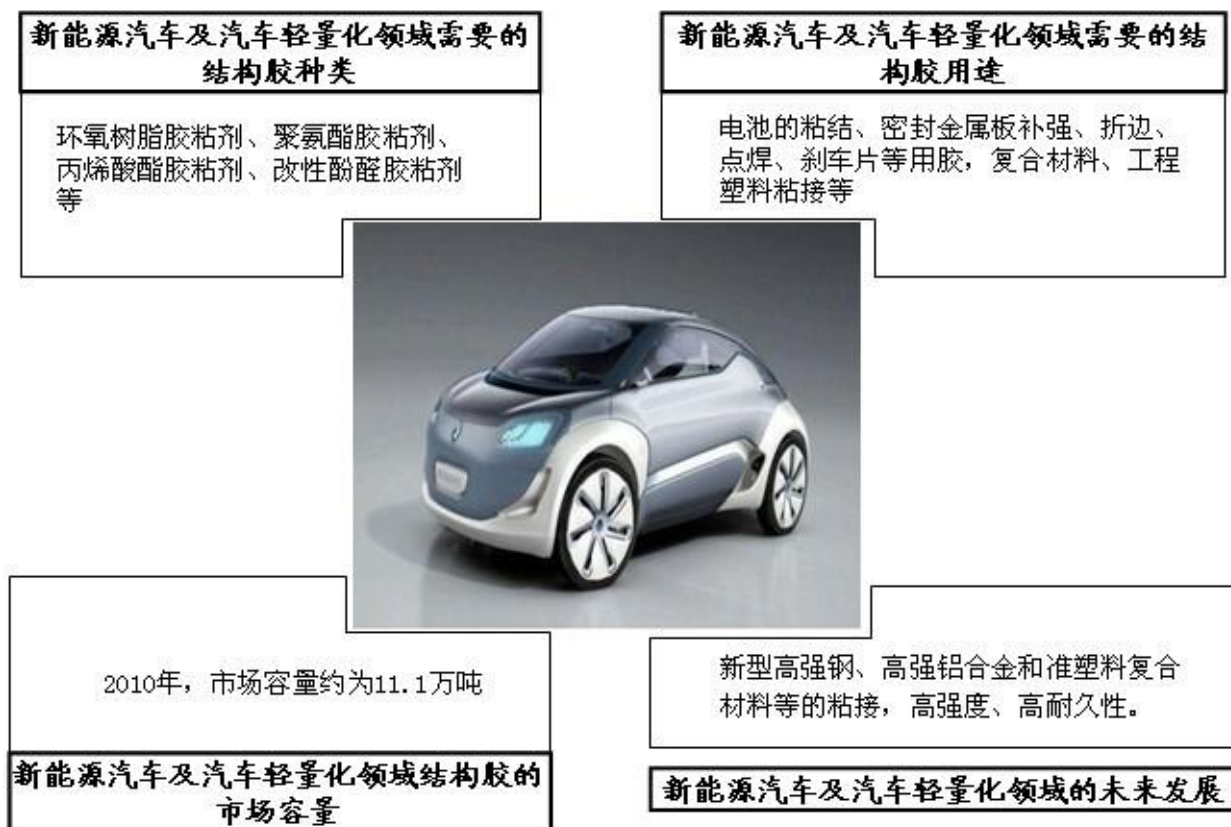 新能源汽车及汽车轻量化领域需要的
结构胶种类
环氧树脂胶粘剂、聚氨酯胶粘剂、
丙烯酸酯胶粘剂、改性酚醛胶粘剂
等
新能源汽车及汽车轻量化领域需要的结
构胶用途
电池的粘结、密封金属板补强、折边、
点焊、刹车片等用胶，复合材料、工程
塑料粘接等
2010年，市场容量约为11.1万吨
新能源汽车及汽车轻量化领域结构胶的
市场容量
新型高强钢、高强铝合金和准塑料复合
材料等的粘接，高强度、高耐久性。
新能源汽车及汽车轻量化领域的未来发展